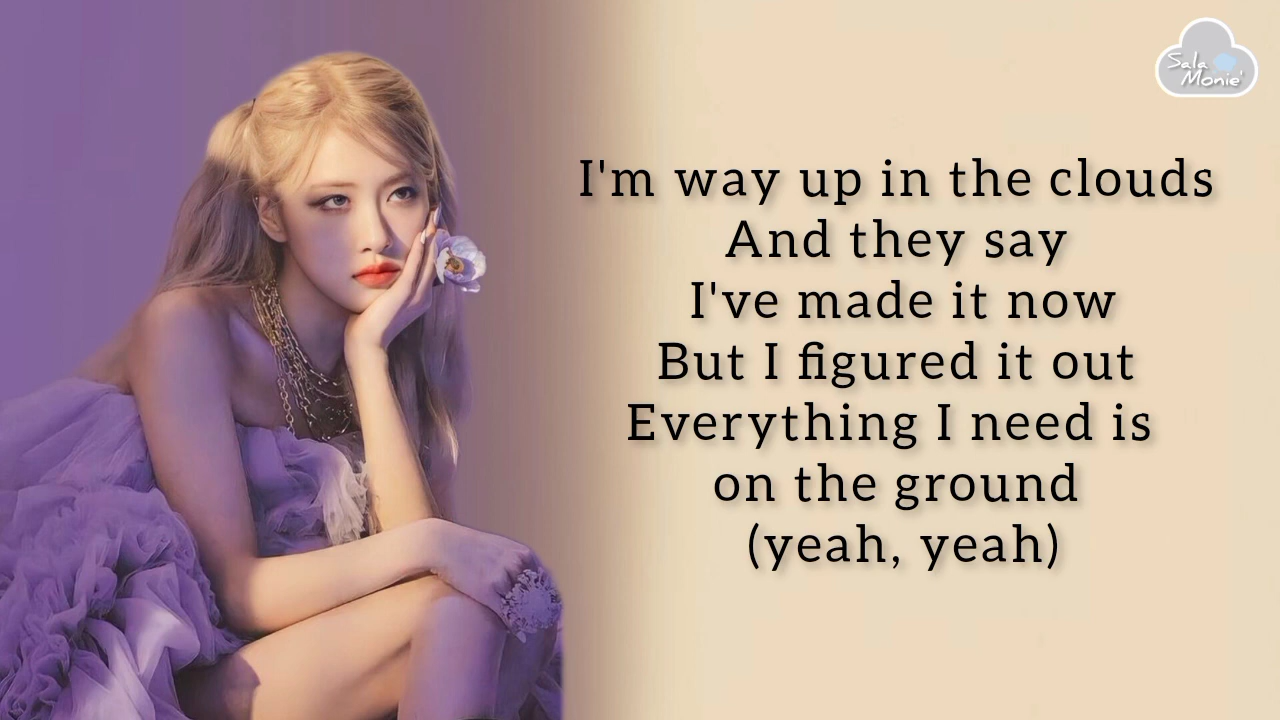 Sala
Monie'
I'm way up in the clouds
And they say
I've made it now
But I figured it out
Everything I need is
on the ground
(yeah, yeah)